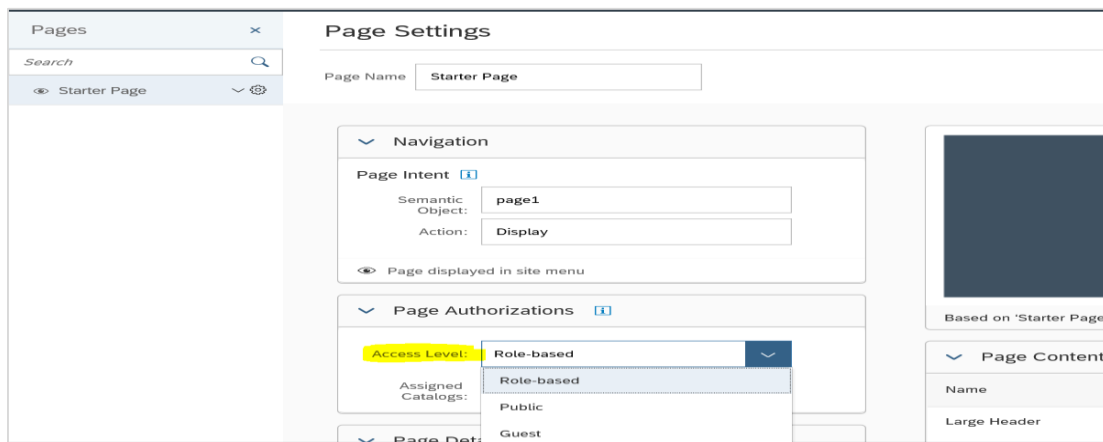 Pages
Search
Starter Page
Page Settings
Page Name
Starter Page
Navigation
Page Intent
Semantic
Object:
page1
Action:
Display
Page displayed in site menu
Page Authorizations
Access Level:
Role-based
Role-based
Public
Guest
Assigned
Catalogs:
Based on 'Starter Page
Page Content
Name
Large Header